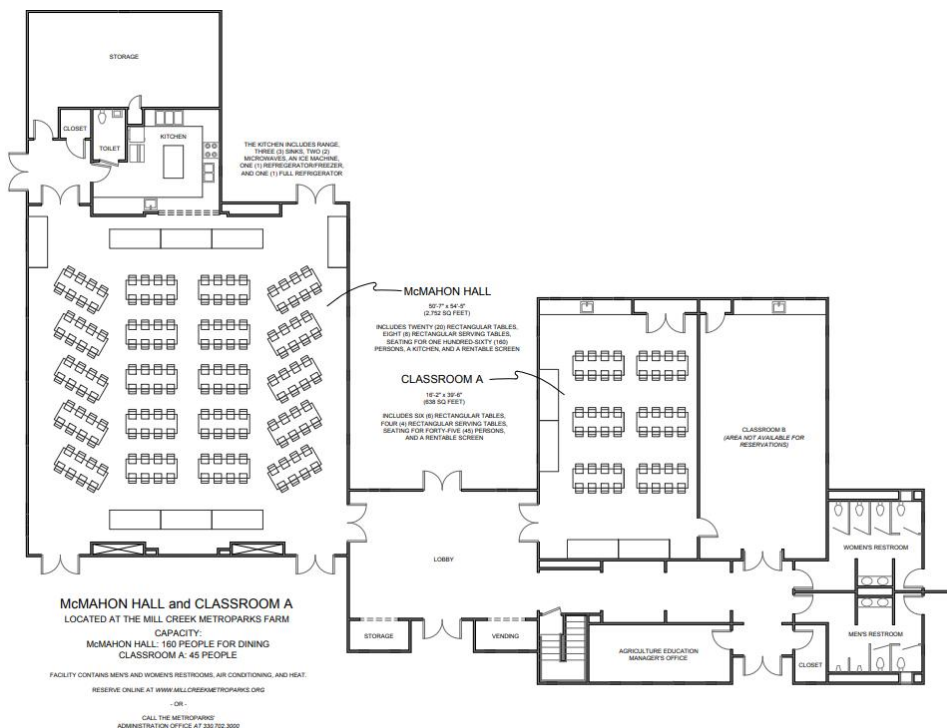 STORAGE
CLOSET
TOILET
KITCHEN
THE KITCHEN INCLUDES RANGE,
THREE (3) SINKS, TWO (2)
MICROWAVES, AN ICE MACHINE,
ONE (1) REFREGERATOR/FREEZER,
AND ONE (1) FULL REFRIGERATOR
McMAHON HALL
50'-7" x 54'-5"
(2,752 SQ FEET)
INCLUDES TWENTY (20) RECTANGULAR TABLES,
EIGHT (8) RECTANGULAR SERVING TABLES,
SEATING FOR ONE HUNDRED-SIXTY (160)
PERSONS, A KITCHEN, AND A RENTABLE SCREEN
CLASSROOM A
16'-2" x 39'-6"
(638 SQ FEET)
INCLUDES SIX (6) RECTANGULAR TABLES,
FOUR (4) RECTANGULAR SERVING TABLES,
SEATING FOR FORTY-FIVE (45) PERSONS,
AND A RENTABLE SCREEN
CLASSROOM B
(AREA NOT AVAILABLE FOR
RESERVATIONS)
LOBBY
WOMEN'S RESTROOM
MEN'S RESTROOM
STORAGE
VENDING
AGRICULTURE EDUCATION
MANAGER'S OFFICE
CLOSET
McMAHON HALL and CLASSROOM A
LOCATED AT THE MILL CREEK METROPARKS FARM
CAPACITY:
McMAHON HALL: 160 PEOPLE FOR DINING
CLASSROOM A: 45 PEOPLE
FACILITY CONTAINS MEN'S AND WOMEN'S RESTROOMS, AIR CONDITIONING, AND HEAT.
RESERVE ONLINE AT WWW.MILLCREEKMETROPARKS.ORG
- OR -
CALL THE METROPARKS'
ADMINISTRATION OFFICE AT 330.702.3000